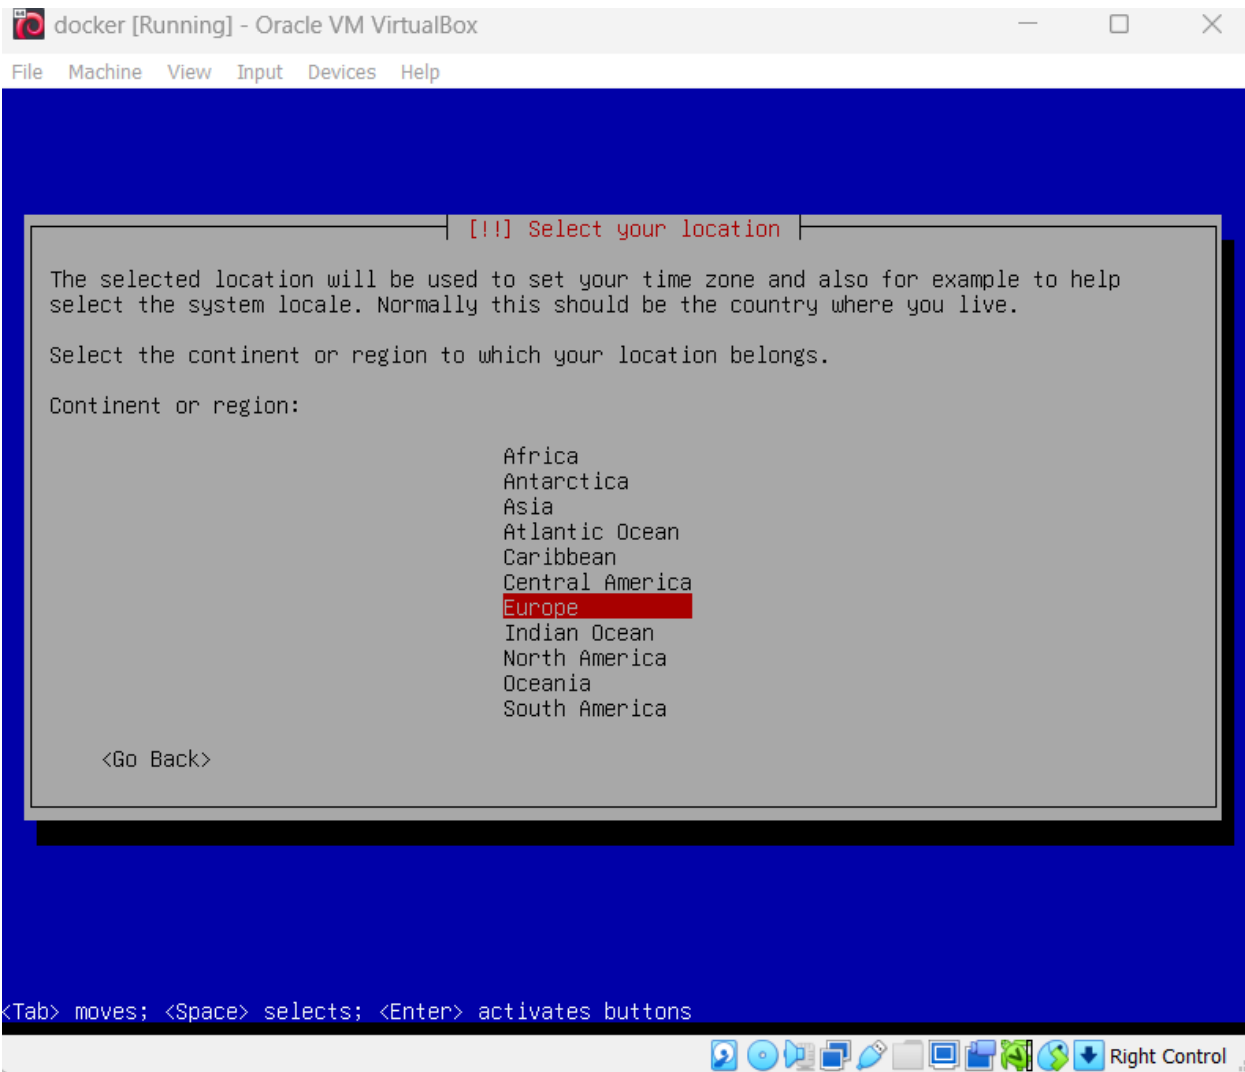 docker [Running] - Oracle VM VirtualBox
File Machine View Input Devices Help
[!!] Select your location
The selected location will be used to set your time zone and also for example to help
select the system locale. Normally this should be the country where you live.
Select the continent or region to which your location belongs.
Continent or region:
Africa
Antarctica
Asia
Atlantic Ocean
Caribbean
Central America
Europe
Indian Ocean
North America
Oceania
South America
<Go Back>
<Tab> moves; <Space> selects; <Enter> activates buttons
Right Control